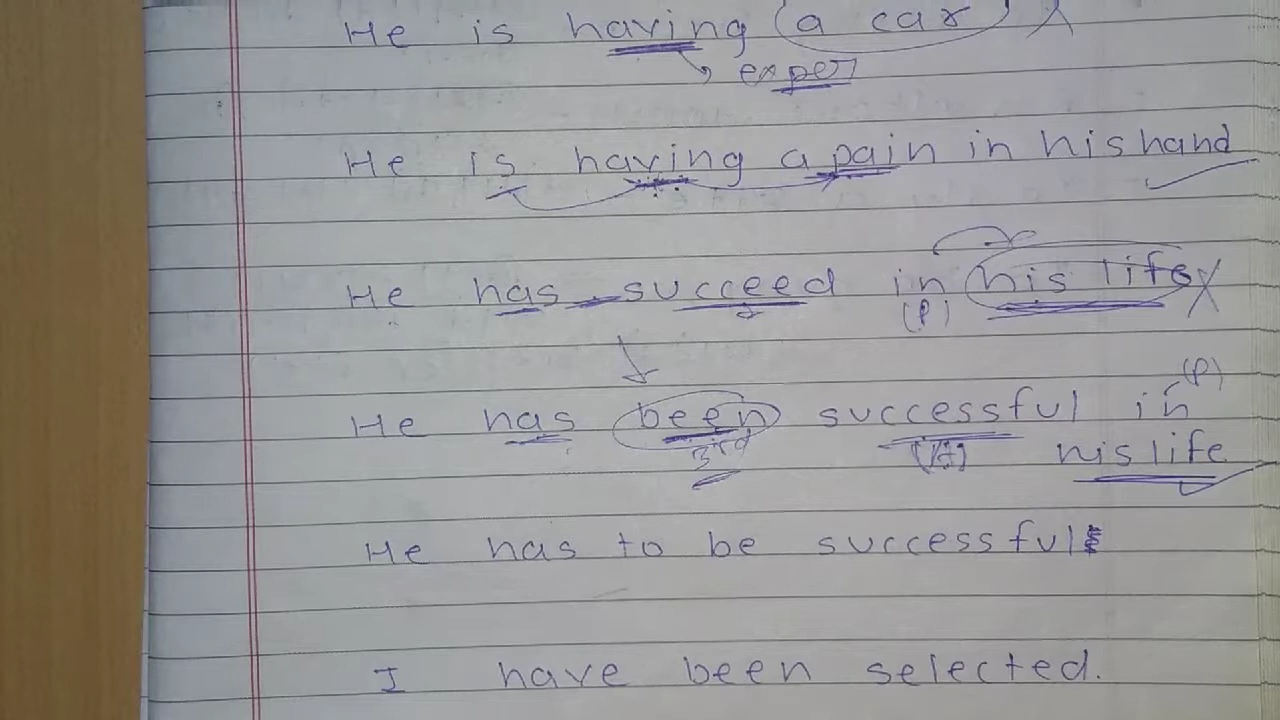 He is having (a car) X
exper
He is having a pain in his hand
He has succeed in his life X
(P)
(P)
He has been successful in
3rd
his life
He has to be successful
I have been selected.